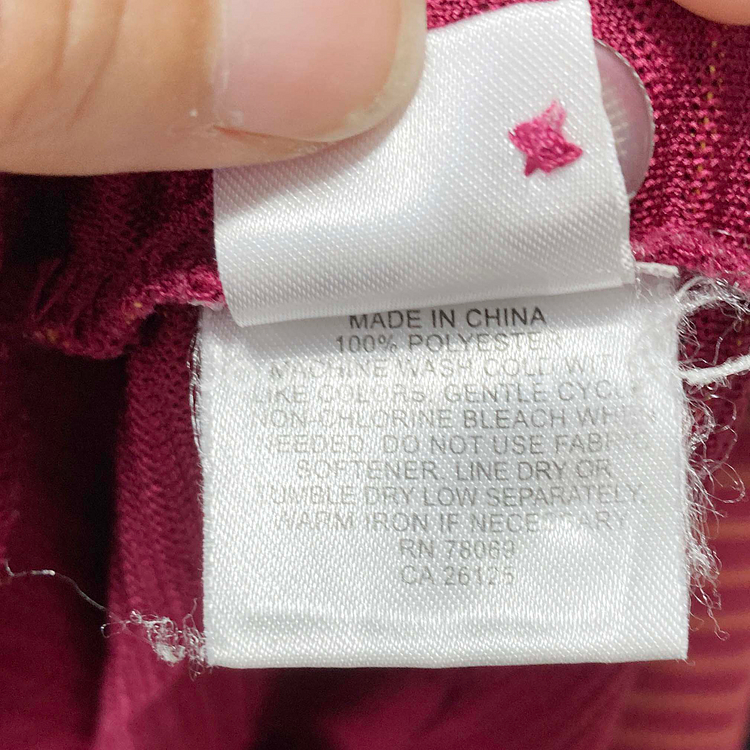 MADE IN CHINA
100% POLYESTER
MACHINE WASH COLD WITH
LIKE COLORS. GENTLE CYCLE
NON-CHLORINE BLEACH WHEN
NEEDED. DO NOT USE FABRIC
SOFTENER. LINE DRY OR
TUMBLE DRY LOW SEPARATELY
WARM IRON IF NECESSARY
RN 78069
CA 26125